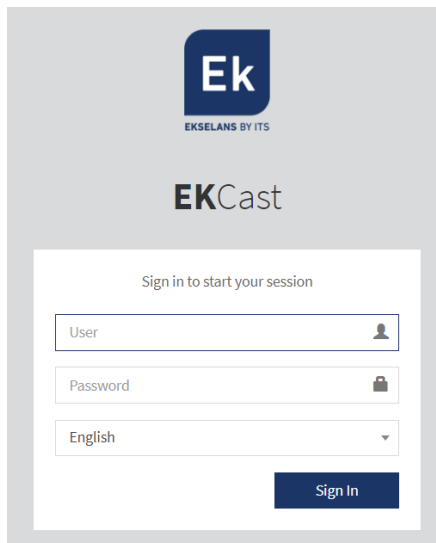 Ek
EKSELANS BY ITS
EKCast
Sign in to start your session
User
Password
English
Sign In